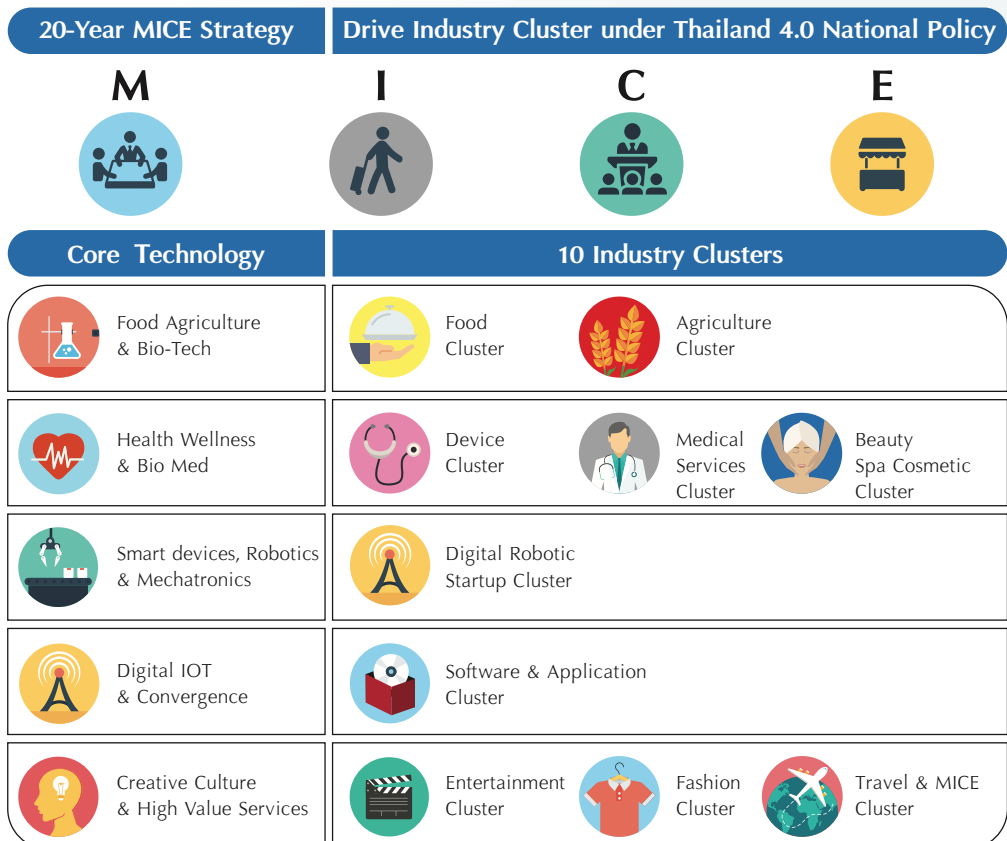 20-Year MICE Strategy
Drive Industry Cluster under Thailand 4.0 National Policy
M
I
C
E
Core Technology
10 Industry Clusters
Food Agriculture
& Bio-Tech
Food
Cluster
Agriculture
Cluster
Health Wellness
& Bio Med
Device
Cluster
Medical
Services
Cluster
Beauty
Spa Cosmetic
Cluster
Smart devices, Robotics
& Mechatronics
Digital Robotic
Startup Cluster
Digital IOT
& Convergence
Software & Application
Cluster
Creative Culture
& High Value Services
Entertainment
Cluster
Fashion
Cluster
Travel & MICE
Cluster